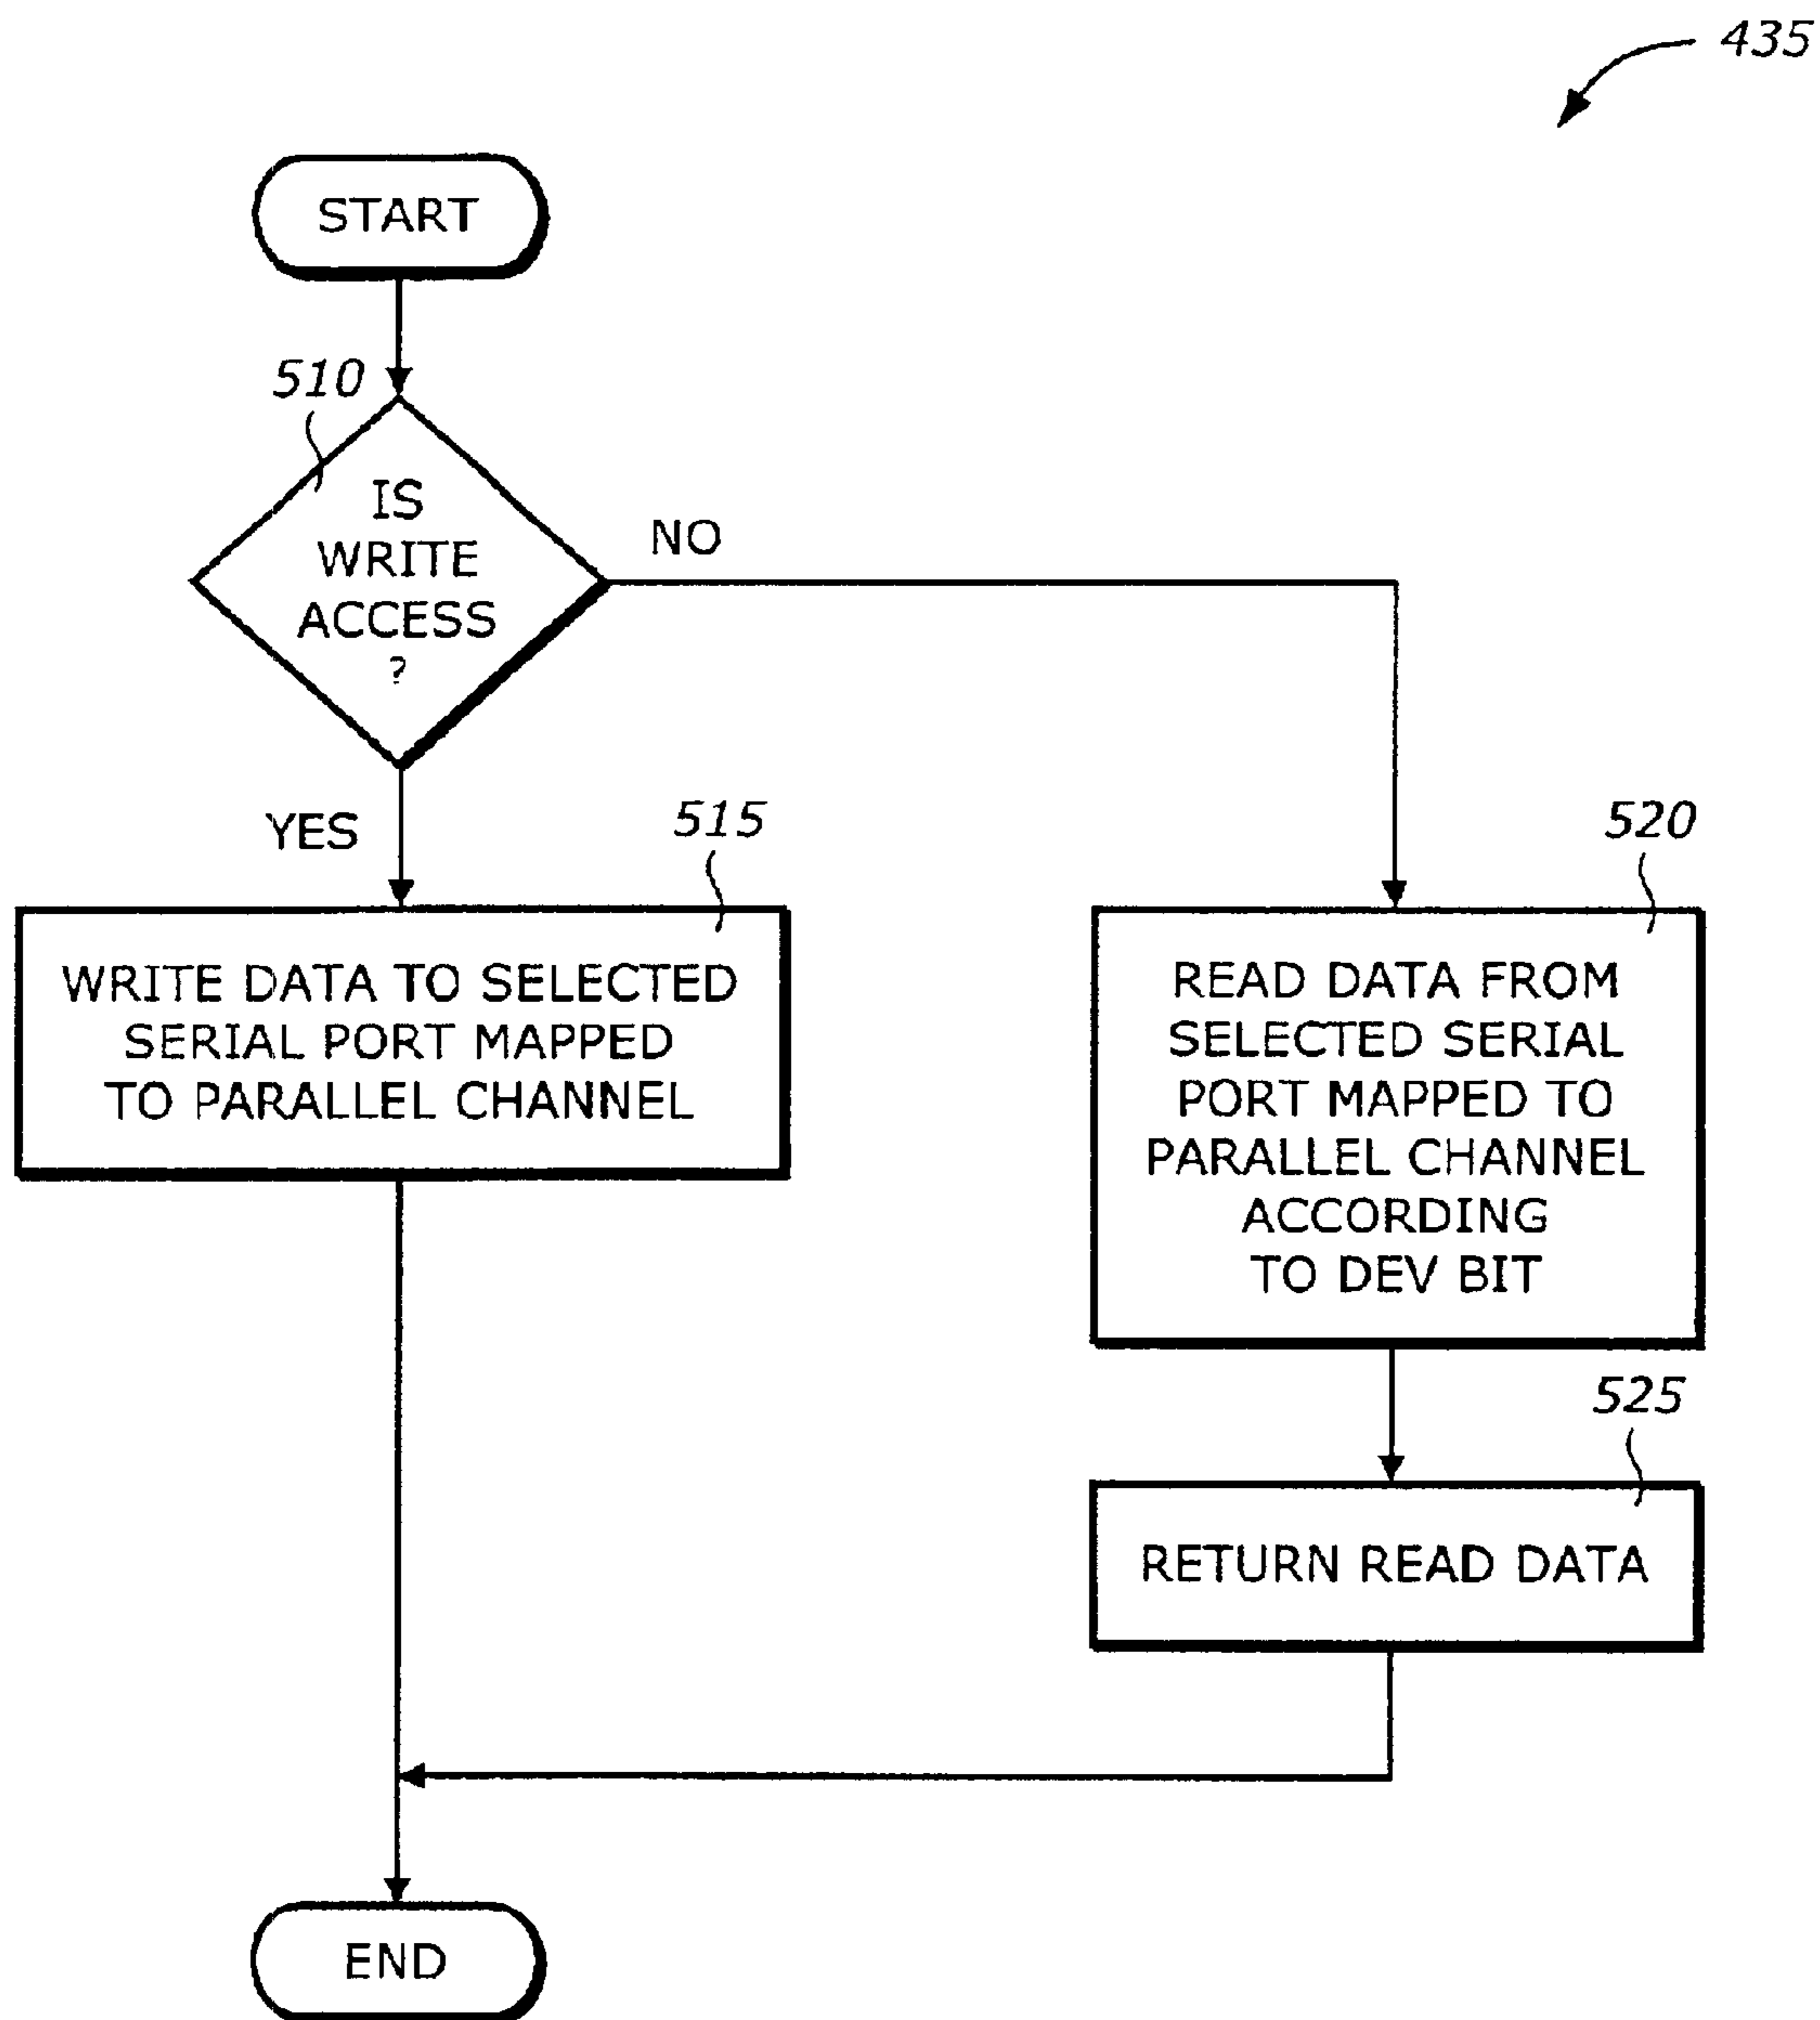 435
START
510
IS
WRITE
ACCESS
?
NO
YES
515
WRITE DATA TO SELECTED
SERIAL PORT MAPPED
TO PARALLEL CHANNEL
520
READ DATA FROM
SELECTED SERIAL
PORT MAPPED TO
PARALLEL CHANNEL
ACCORDING
TO DEV BIT
525
RETURN READ DATA
END